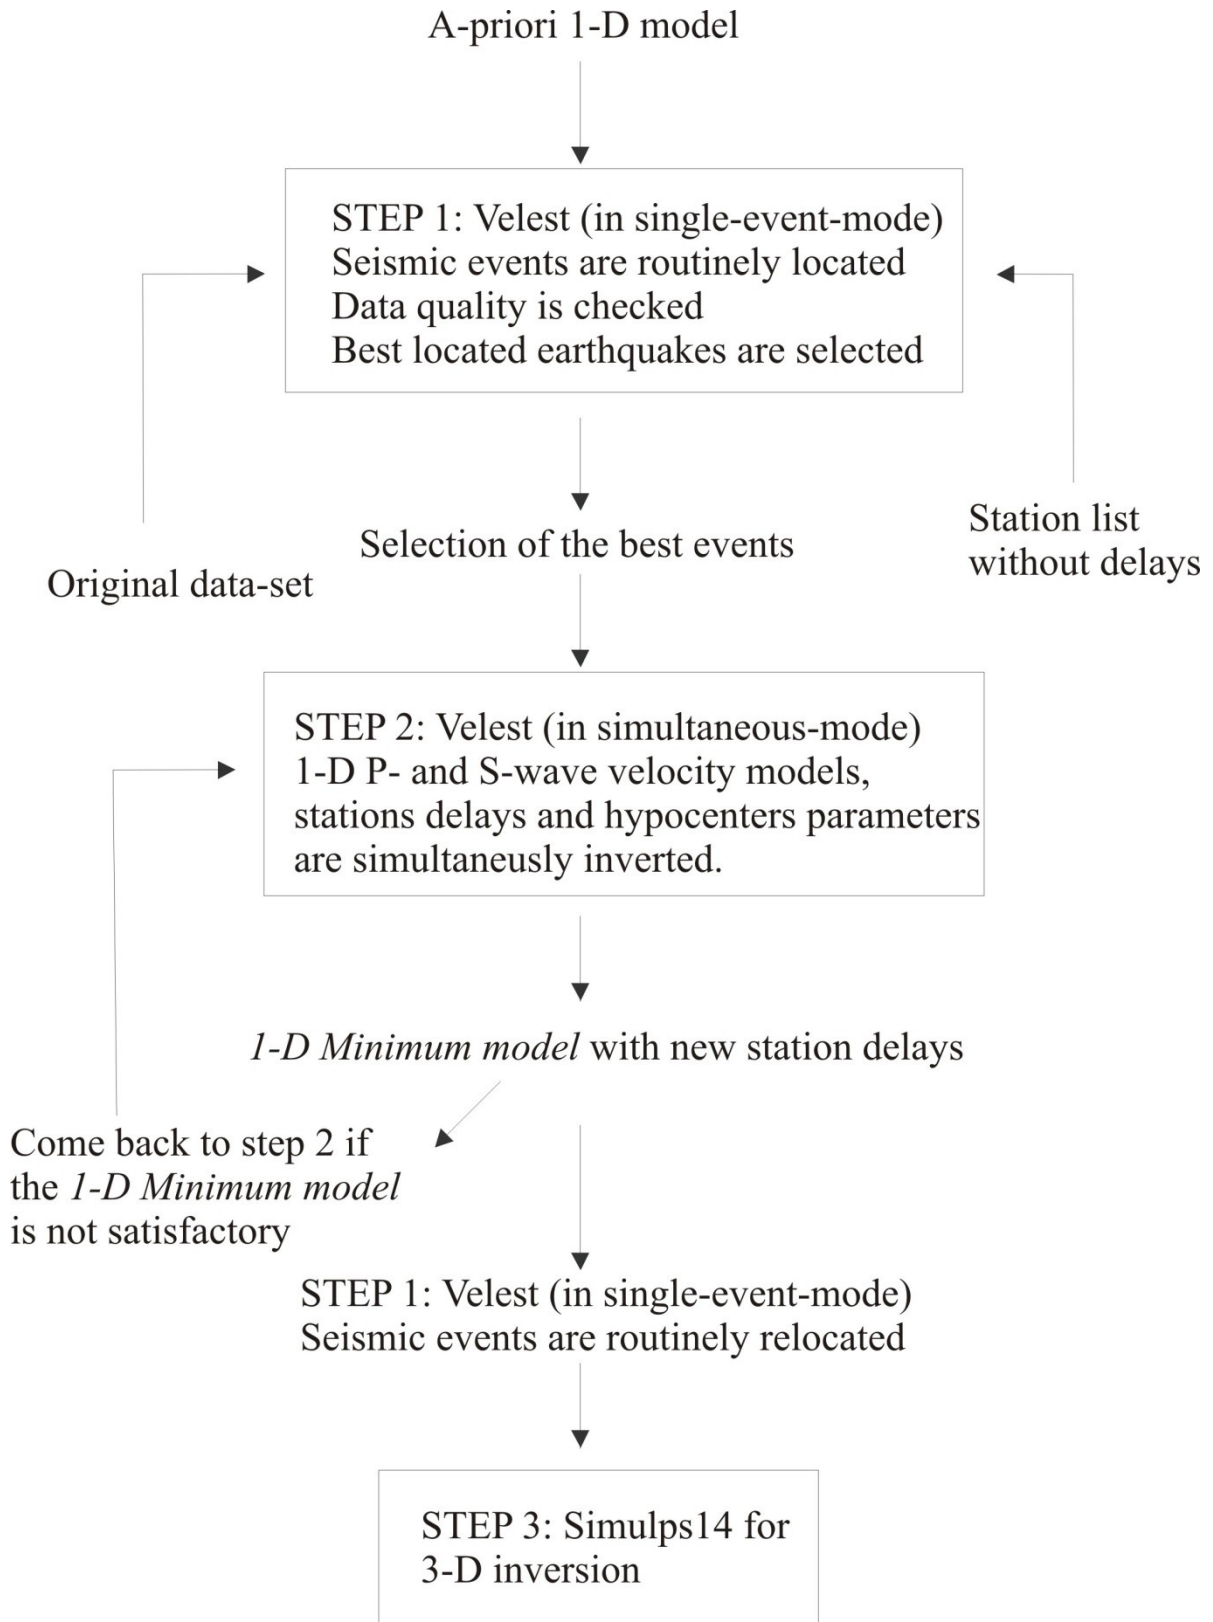 A-priori 1-D model
STEP 1: Velest (in single-event-mode)
Seismic events are routinely located
Data quality is checked
Best located earthquakes are selected
Original data-set
Selection of the best events
Station list
without delays
STEP 2: Velest (in simultaneous-mode)
1-D P- and S-wave velocity models,
stations delays and hypocenters parameters
are simultaneusly inverted.
1-D Minimum model with new station delays
Come back to step 2 if
the 1-D Minimum model
is not satisfactory
STEP 1: Velest (in single-event-mode)
Seismic events are routinely relocated
STEP 3: Simulps14 for
3-D inversion